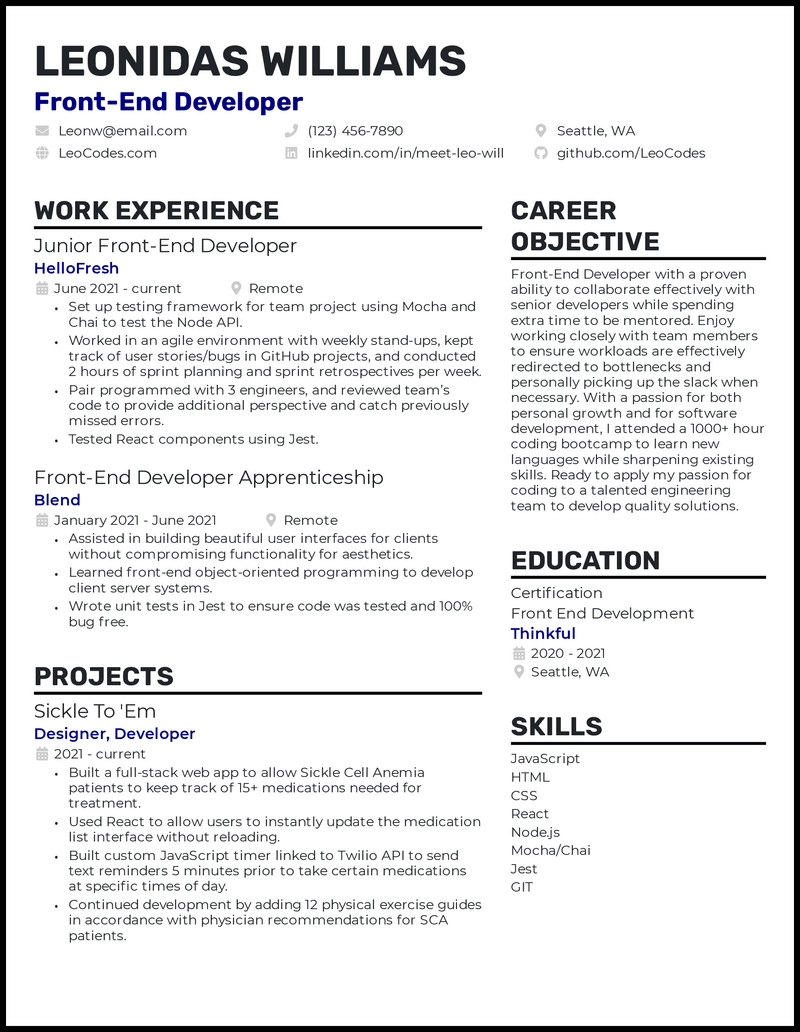 LEONIDAS WILLIAMS
Front-End Developer
Leonw@email.com
(123) 456-7890
Seattle, WA
LeoCodes.com
linkedin.com/in/meet-leo-will
github.com/LeoCodes
WORK EXPERIENCE
Junior Front-End Developer
HelloFresh
June 2021 - current
Remote
• Set up testing framework for team project using Mocha and
Chai to test the Node API.
• Worked in an agile environment with weekly stand-ups, kept
track of user stories/bugs in GitHub projects, and conducted
2 hours of sprint planning and sprint retrospectives per week.
• Pair programmed with 3 engineers, and reviewed team's
code to provide additional perspective and catch previously
missed errors.
• Tested React components using Jest.
Front-End Developer Apprenticeship
Blend
January 2021 - June 2021
Remote
• Assisted in building beautiful user interfaces for clients
without compromising functionality for aesthetics.
• Learned front-end object-oriented programming to develop
client server systems.
• Wrote unit tests in Jest to ensure code was tested and 100%
bug free.
PROJECTS
Sickle To 'Em
Designer, Developer
2021 - current
• Built a full-stack web app to allow Sickle Cell Anemia
patients to keep track of 15+ medications needed for
treatment.
• Used React to allow users to instantly update the medication
list interface without reloading.
• Built custom JavaScript timer linked to Twilio API to send
text reminders 5 minutes prior to take certain medications
at specific times of day.
• Continued development by adding 12 physical exercise guides
in accordance with physician recommendations for SCA
patients.
CAREER
OBJECTIVE
Front-End Developer with a proven
ability to collaborate effectively with
senior developers while spending
extra time to be mentored. Enjoy
working closely with team members
to ensure workloads are effectively
redirected to bottlenecks and
personally picking up the slack when
necessary. With a passion for both
personal growth and for software
development, I attended a 1000+ hour
coding bootcamp to learn new
languages while sharpening existing
skills. Ready to apply my passion for
coding to a talented engineering
team to develop quality solutions.
EDUCATION
Certification
Front End Development
Thinkful
2020 - 2021
Seattle, WA
SKILLS
JavaScript
HTML
CSS
React
Node.js
Mocha/Chai
Jest
GIT